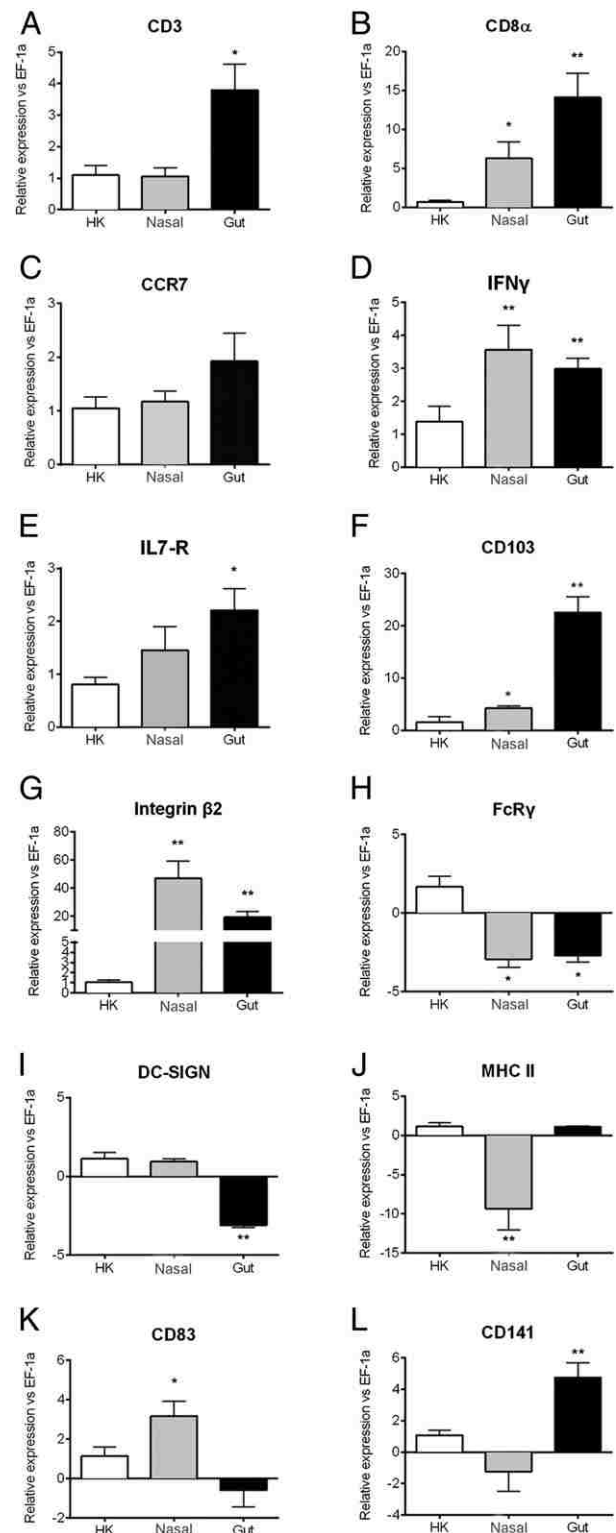 A
CD3
Relative expression vs EF-1a
5
4
3
2
1
0
*
HK Nasal Gut
B
CD8α
Relative expression vs EF-1a
20
15
10
5
0
*
**
HK Nasal Gut
C
CCR7
Relative expression vs EF-1a
3
2
1
0
HK Nasal Gut
D
IFNγ
Relative expression vs EF-1a
5
4
3
2
1
0
**
**
HK Nasal Gut
E
IL7-R
Relative expression vs EF-1a
3
2
1
0
*
HK Nasal Gut
F
CD103
Relative expression vs EF-1a
30
20
10
0
*
**
HK Nasal Gut
G
Integrin β2
Relative expression vs EF-1a
80
60
40
20
5
4
3
2
1
0
**
**
HK Nasal Gut
H
FcRγ
Relative expression vs EF-1a
5
0
-5
*
*
HK Nasal Gut
I
DC-SIGN
Relative expression vs EF-1a
5
0
-5
**
HK Nasal Gut
J
MHC II
Relative expression vs EF-1a
5
0
-5
-10
-15
**
HK Nasal Gut
K
CD83
Relative expression vs EF-1a
6
4
2
0
-2
*
HK Nasal Gut
L
CD141
Relative expression vs EF-1a
6
4
2
0
-2
-4
**
HK Nasal Gut